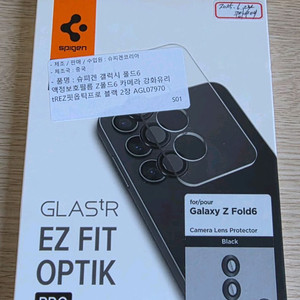 spigen
- 제조 / 판매 / 수입원 : 슈피겐코리아
- 제조국 : 중국
- 품명 : 슈피겐 갤럭시 폴드6
액정보호필름 Z폴드6 카메라 강화유리
tREZ핏옵틱프로 블랙 2장 AGL07970
S01
GLAStR
EZ FIT
OPTIK
PRO
for/pour
Galaxy Z Fold6
Camera Lens Protector
Black